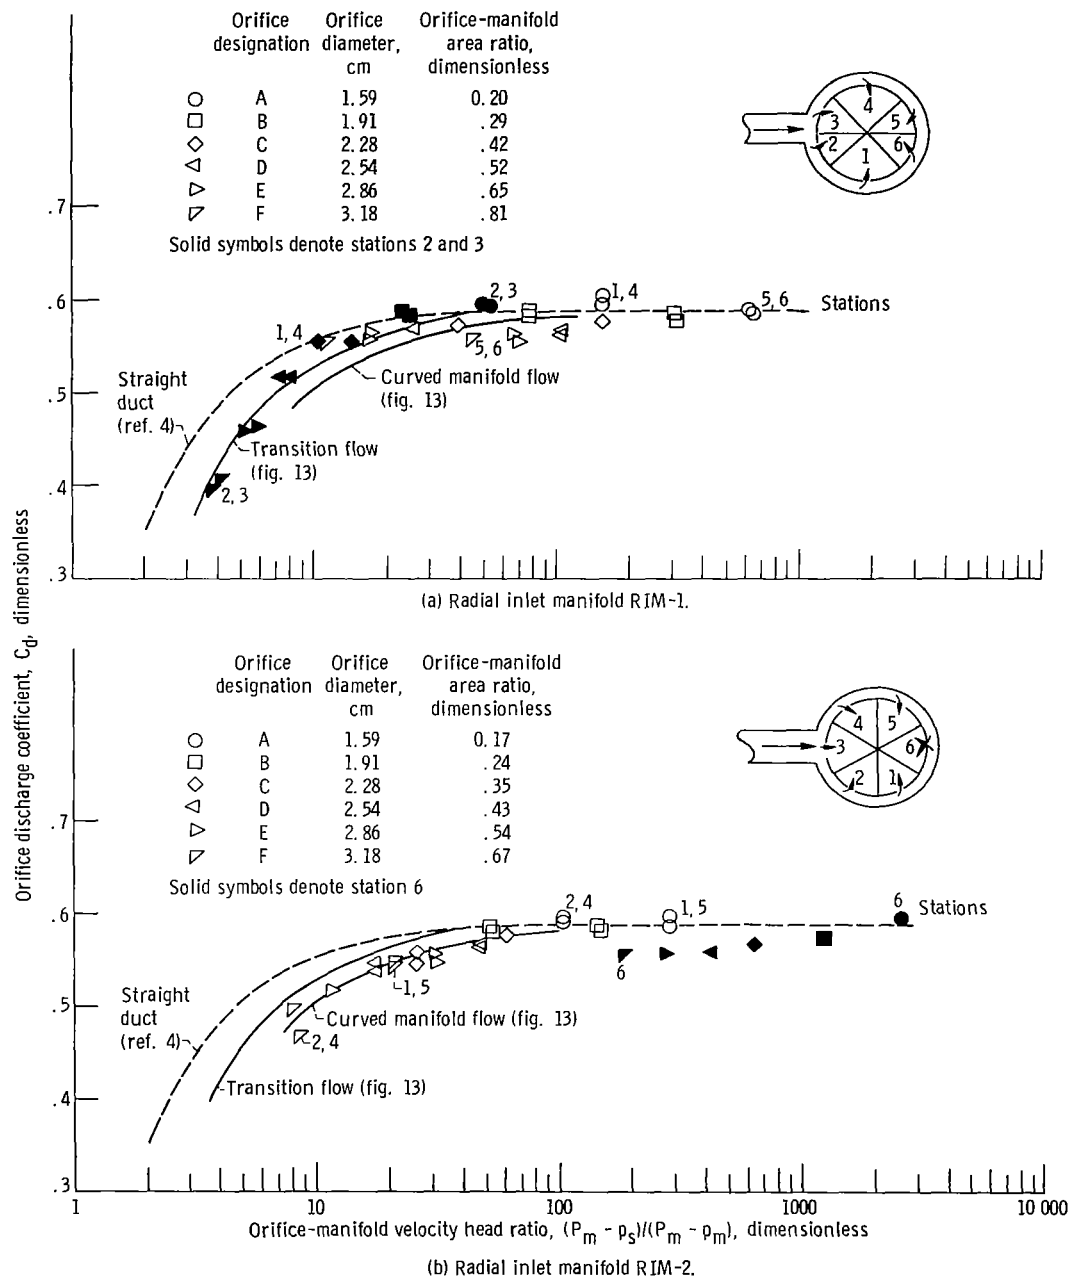 Orifice designation Orifice diameter, cm Orifice-manifold area ratio, dimensionless
A 1.59 0.20
B 1.91 .29
C 2.28 .42
D 2.54 .52
E 2.86 .65
F 3.18 .81
Solid symbols denote stations 2 and 3
4
3 5
2 6
1
.7
.6
.5
.4
.3
2, 3
1, 4
5, 6
Stations
1, 4
5, 6
Straight duct (ref. 4)
Curved manifold flow (fig. 13)
Transition flow (fig. 13)
2, 3
(a) Radial inlet manifold RIM-1.
Orifice discharge coefficient, Cd, dimensionless
Orifice designation Orifice diameter, cm Orifice-manifold area ratio, dimensionless
A 1.59 0.17
B 1.91 .24
C 2.28 .35
D 2.54 .43
E 2.86 .54
F 3.18 .67
Solid symbols denote station 6
4 5
3 6
2 1
.7
.6
.5
.4
.3
2, 4
1, 5
6
Stations
6
1, 5
Straight duct (ref. 4)
Curved manifold flow (fig. 13)
2, 4
Transition flow (fig. 13)
1 10 100 1000 10 000
Orifice-manifold velocity head ratio, (Pm - ps)/(Pm - pm), dimensionless
(b) Radial inlet manifold RIM-2.